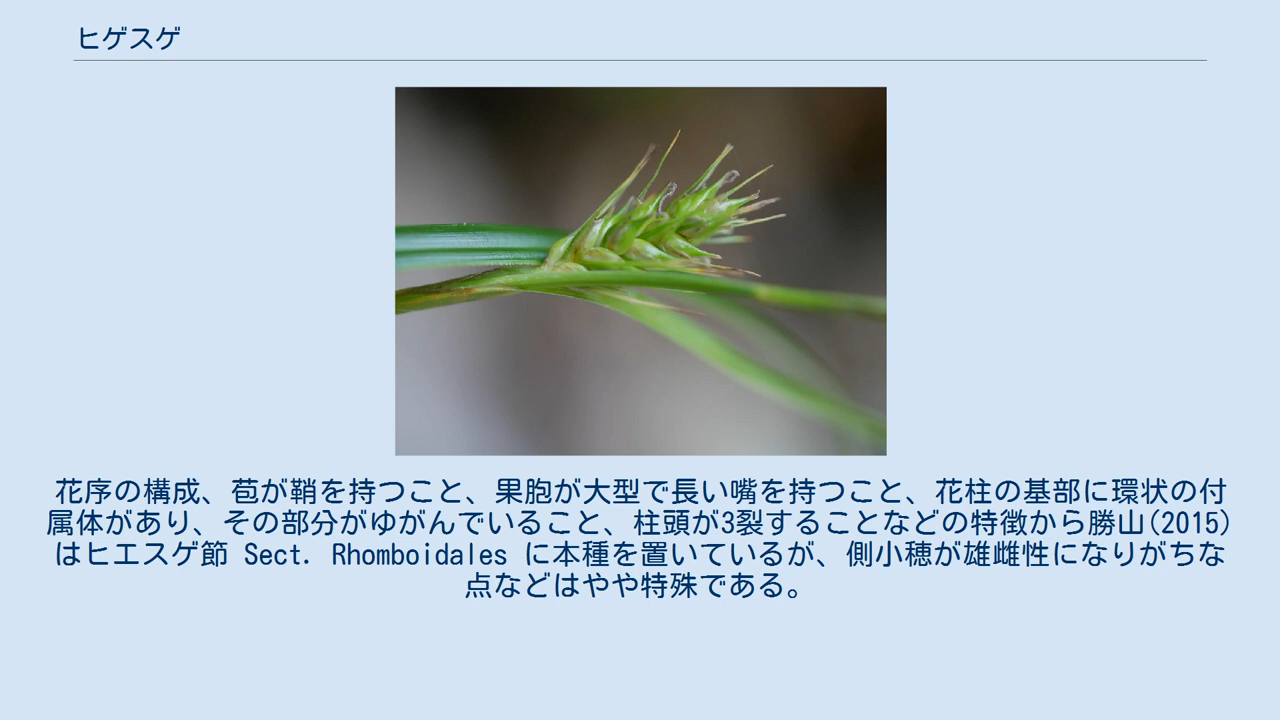 ヒゲスゲ
花序の構成、苞が鞘を持つこと、果胞が大型で長い嘴を持つこと、花柱の基部に環状の付
属体があり、その部分がゆがんでいること、柱頭が3裂することなどの特徴から勝山(2015)
はヒエスゲ節 Sect. Rhomboidales に本種を置いているが、側小穂が雄雌性になりがちな
点などはやや特殊である。